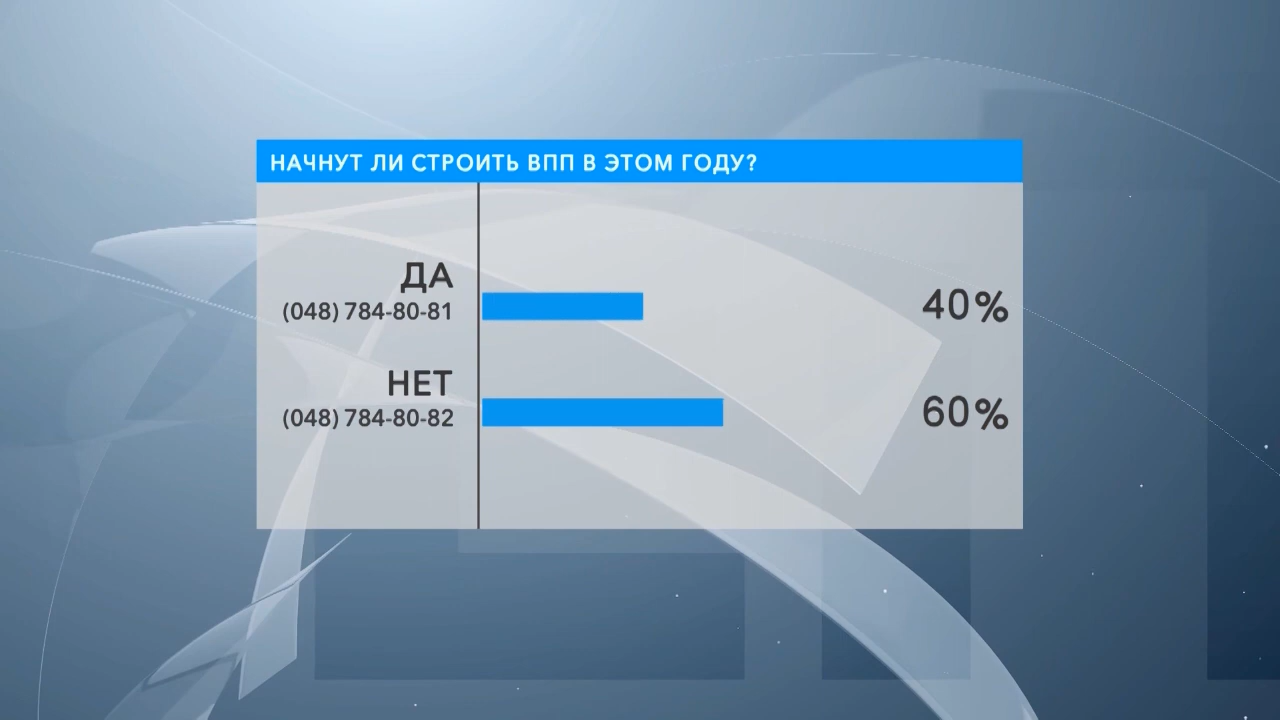 НАЧНУТ ЛИ СТРОИТЬ ВПП В ЭТОМ ГОДУ?
ДА
(048) 784-80-81
40%
НЕТ
(048) 784-80-82
60%